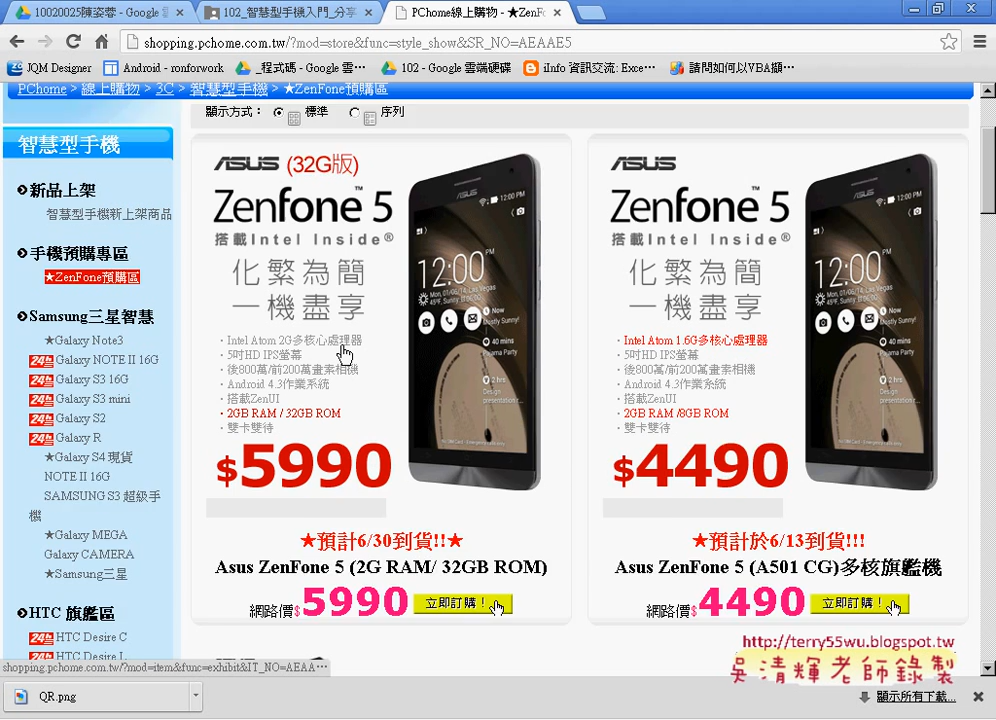 10020025陳姿蓉 - Google
102_智慧型手機入門_分享
PChome線上購物 - ★ZenFo
shopping.pchome.com.tw/?mod=store&func=style_show&SR_NO=AEAAE5
JQM Designer
Android - ronforwork
_程式碼 - Google 雲…
102 - Google 雲端硬碟
iInfo 資訊交流: Exce…
請問如何以VBA擷…
PChome > 線上購物 > 3C > 智慧型手機 > ★ZenFone預購區
顯示方式： 標準 序列
智慧型手機
新品上架
智慧型手機新上架商品
手機預購專區
★ZenFone預購區
Samsung三星智慧
★Galaxy Note3
24h Galaxy NOTE II 16G
24h Galaxy S3 16G
24h Galaxy S3 mini
24h Galaxy S2
24h Galaxy R
★Galaxy S4 現貨
NOTE II 16G
SAMSUNG S3 超級手
機
★Galaxy MEGA
Galaxy CAMERA
★Samsung三星
HTC 旗艦區
24h HTC Desire C
24h HTC Desire L
ASUS (32G版)
Zenfone™ 5
搭載Intel Inside®
化繁為簡
一機盡享
・Intel Atom 2G多核心處理器
・5吋HD IPS螢幕
・後800萬/前200萬畫素相機
・Android 4.3作業系統
・搭載ZenUI
・2GB RAM / 32GB ROM
・雙卡雙待
$5990
★預計6/30到貨!!★
Asus ZenFone 5 (2G RAM/ 32GB ROM)
網路價$5990 立即訂購！
ASUS
Zenfone™ 5
搭載Intel Inside®
化繁為簡
一機盡享
・Intel Atom 1.6G多核心處理器
・5吋HD IPS螢幕
・後800萬/前200萬畫素相機
・Android 4.3作業系統
・搭載ZenUI
・2GB RAM /8GB ROM
・雙卡雙待
$4490
★預計於6/13到貨!!!
Asus ZenFone 5 (A501 CG)多核旗艦機
網路價$4490 立即訂購！
http://terry55wu.blogspot.tw
吳清輝老師錄製
shopping.pchome.com.tw/?mod=item&func=exhibit&IT_NO=AEAA…
QR.png
顯示所有下載...